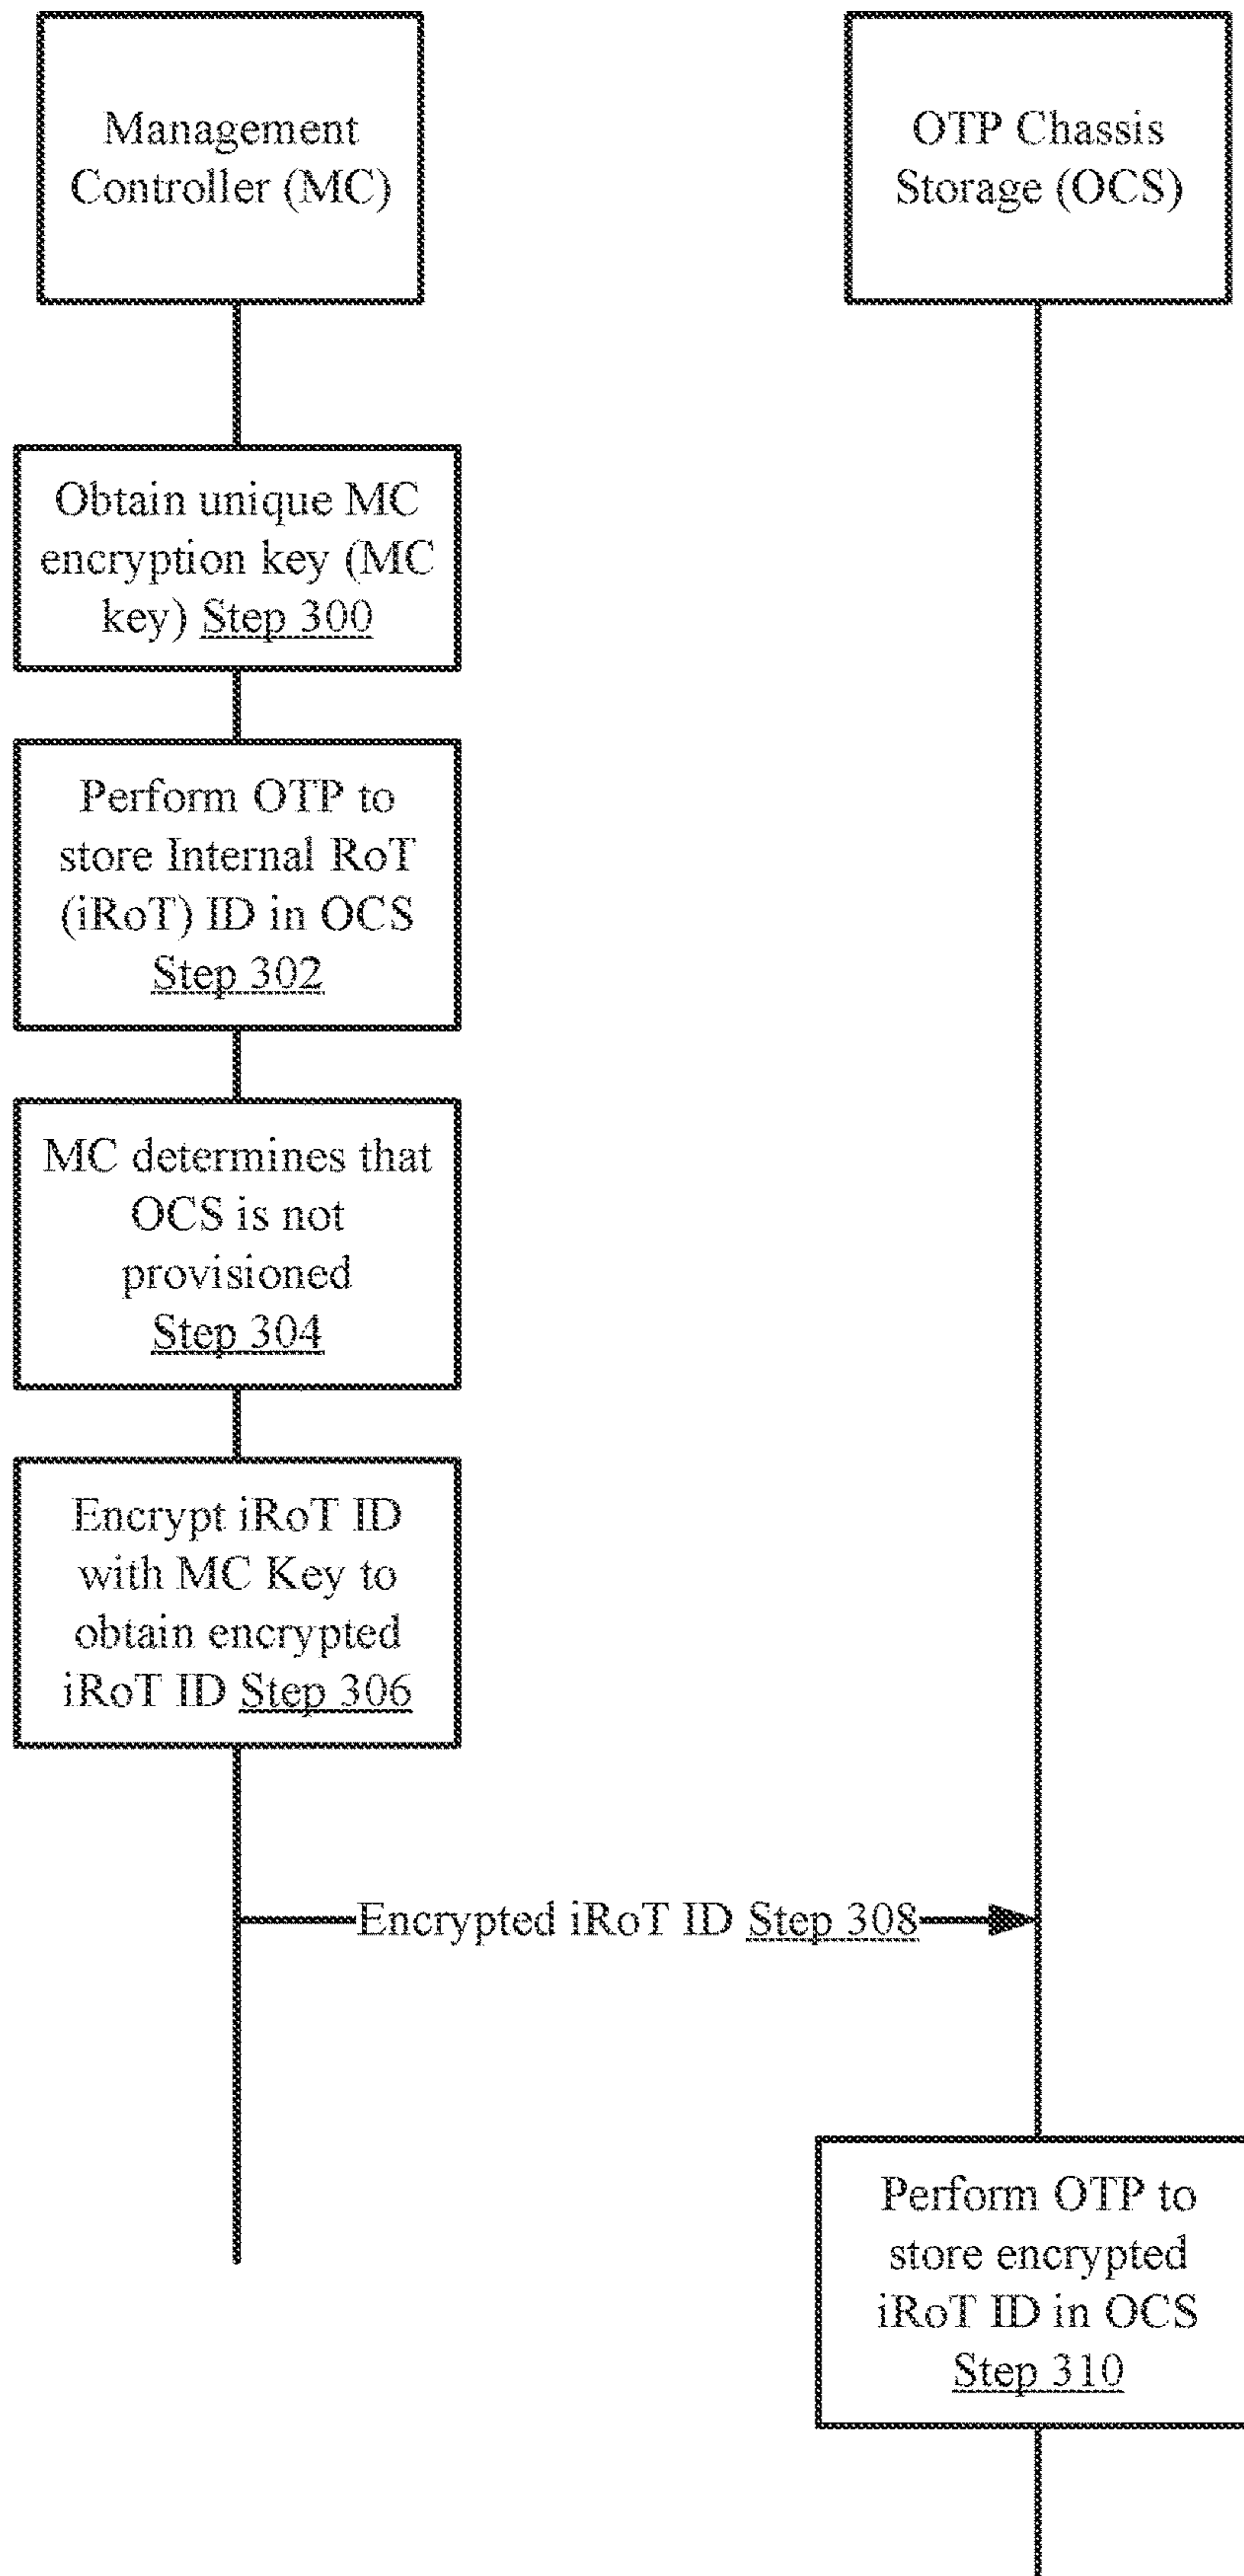 Management
Controller (MC)
OTP Chassis
Storage (OCS)
Obtain unique MC
encryption key (MC
key) Step 300
Perform OTP to
store Internal RoT
(iRoT) ID in OCS
Step 302
MC determines that
OCS is not
provisioned
Step 304
Encrypt iRoT ID
with MC Key to
obtain encrypted
iRoT ID Step 306
Encrypted iRoT ID Step 308
Perform OTP to
store encrypted
iRoT ID in OCS
Step 310